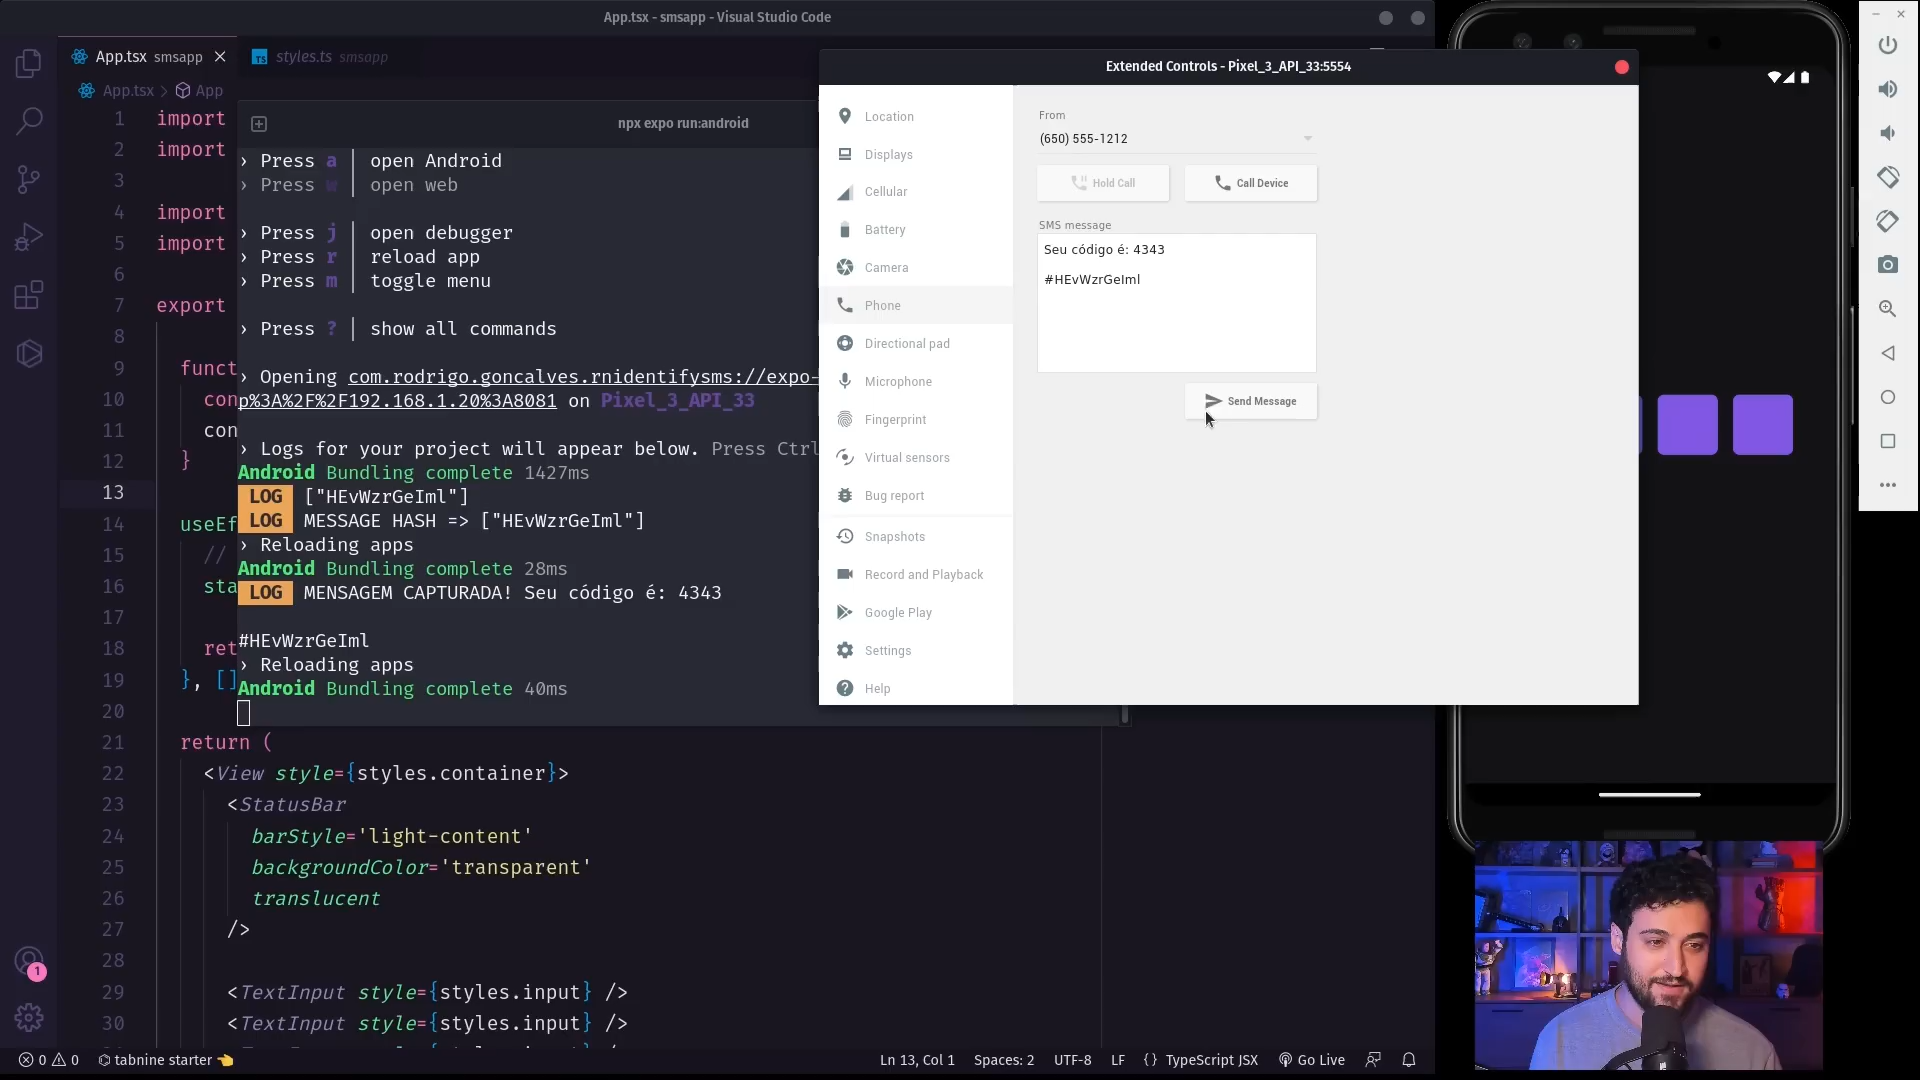 App.tsx - smsapp - Visual Studio Code
App.tsx smsapp
styles.ts smsapp
App.tsx > App
1 import
2 import
3
4 import
5 import
6
7 export
8
9 funct
10 con
11 con
12 }
13
14 useEf
15 //
16 sta
17
18 ret
19 }, []
20
21 return (
22 <View style={styles.container}>
23 <StatusBar
24 barStyle='light-content'
25 backgroundColor='transparent'
26 translucent
27 />
28
29 <TextInput style={styles.input} />
30 <TextInput style={styles.input} />
npx expo run:android
› Press a │ open Android
› Press w │ open web
› Press j │ open debugger
› Press r │ reload app
› Press m │ toggle menu
› Press ? │ show all commands
› Opening com.rodrigo.goncalves.rnidentifysms://expo-
p%3A%2F%2F192.168.1.20%3A8081 on Pixel_3_API_33
› Logs for your project will appear below. Press Ctrl
Android Bundling complete 1427ms
LOG ["HEvWzrGeIml"]
LOG MESSAGE HASH => ["HEvWzrGeIml"]
› Reloading apps
Android Bundling complete 28ms
LOG MENSAGEM CAPTURADA! Seu código é: 4343
#HEvWzrGeIml
› Reloading apps
Android Bundling complete 40ms
Extended Controls - Pixel_3_API_33:5554
Location
Displays
Cellular
Battery
Camera
Phone
Directional pad
Microphone
Fingerprint
Virtual sensors
Bug report
Snapshots
Record and Playback
Google Play
Settings
Help
From
(650) 555-1212
Hold Call
Call Device
SMS message
Seu código é: 4343
#HEvWzrGeIml
Send Message
1
0 0 tabnine starter 👈
Ln 13, Col 1 Spaces: 2 UTF-8 LF {} TypeScript JSX Go Live